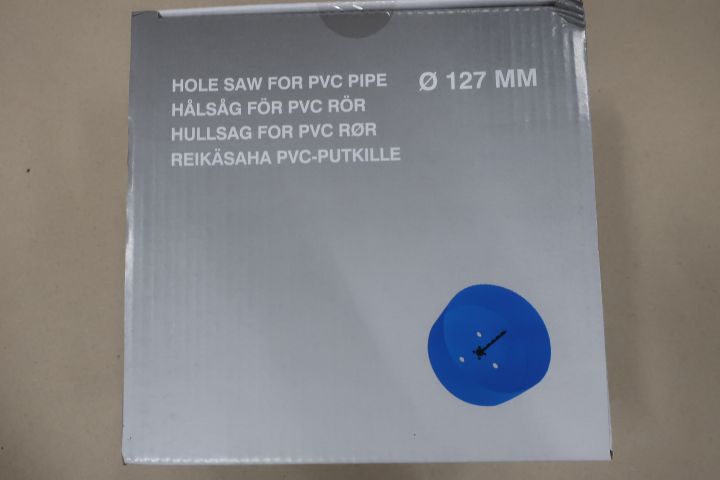 HOLE SAW FOR PVC PIPE Ø 127 MM
HÅLSÅG FÖR PVC RÖR
HULLSAG FOR PVC RØR
REIKÄSAHA PVC-PUTKILLE